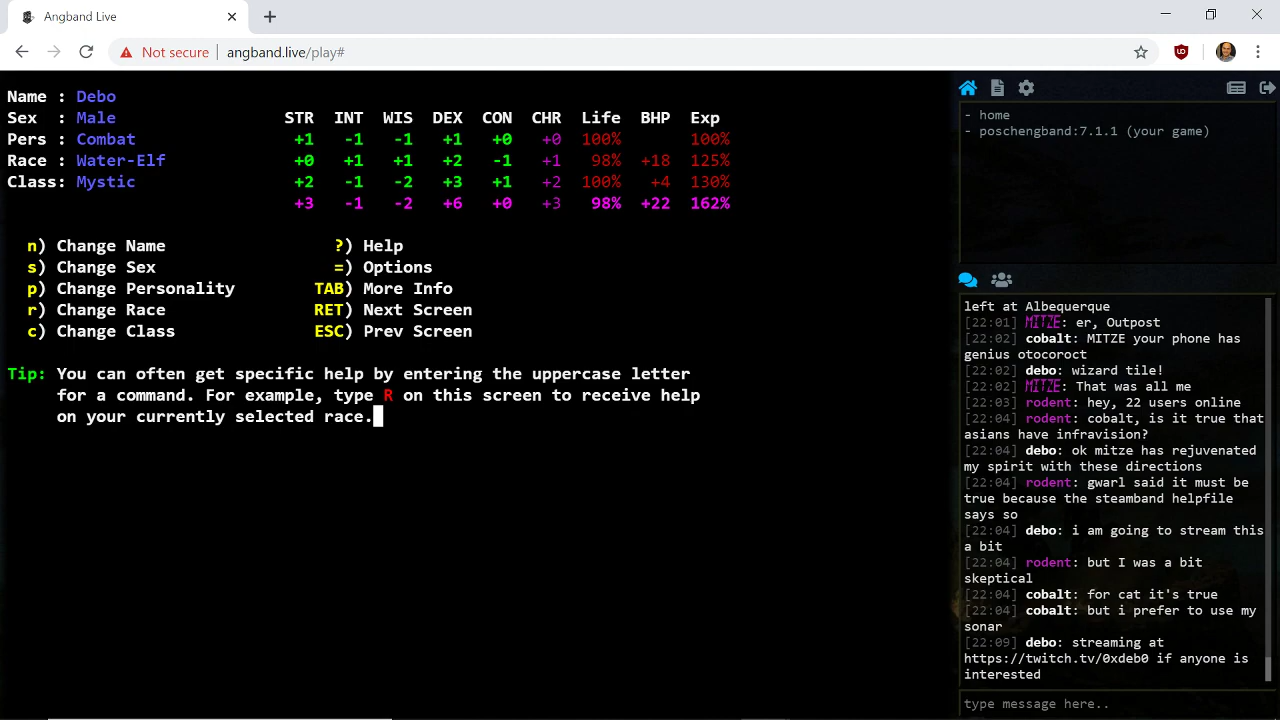 Angband Live
Not secure
angband.live/play#
Name : Debo
Sex : Male STR INT WIS DEX CON CHR Life BHP Exp
Pers : Combat +1 -1 -1 +1 +0 +0 100% 100%
Race : Water-Elf +0 +1 +1 +2 -1 +1 98% +18 125%
Class: Mystic +2 -1 -2 +3 +1 +2 100% +4 130%
+3 -1 -2 +6 +0 +3 98% +22 162%
n) Change Name ?) Help
s) Change Sex =) Options
p) Change Personality TAB) More Info
r) Change Race RET) Next Screen
c) Change Class ESC) Prev Screen
Tip: You can often get specific help by entering the uppercase letter
for a command. For example, type R on this screen to receive help
on your currently selected race.
- home
- poschengband:7.1.1 (your game)
left at Albequerque
[22:01] MITZE: er, Outpost
[22:02] cobalt: MITZE your phone has
genius otocoroct
[22:02] debo: wizard tile!
[22:02] MITZE: That was all me
[22:03] rodent: hey, 22 users online
[22:04] rodent: cobalt, is it true that
asians have infravision?
[22:04] debo: ok mitze has rejuvenated
my spirit with these directions
[22:04] rodent: gwarl said it must be
true because the steamband helpfile
says so
[22:04] debo: i am going to stream this
a bit
[22:04] rodent: but I was a bit
skeptical
[22:04] cobalt: for cat it's true
[22:04] cobalt: but i prefer to use my
sonar
[22:09] debo: streaming at
https://twitch.tv/0xdeb0 if anyone is
interested
type message here..